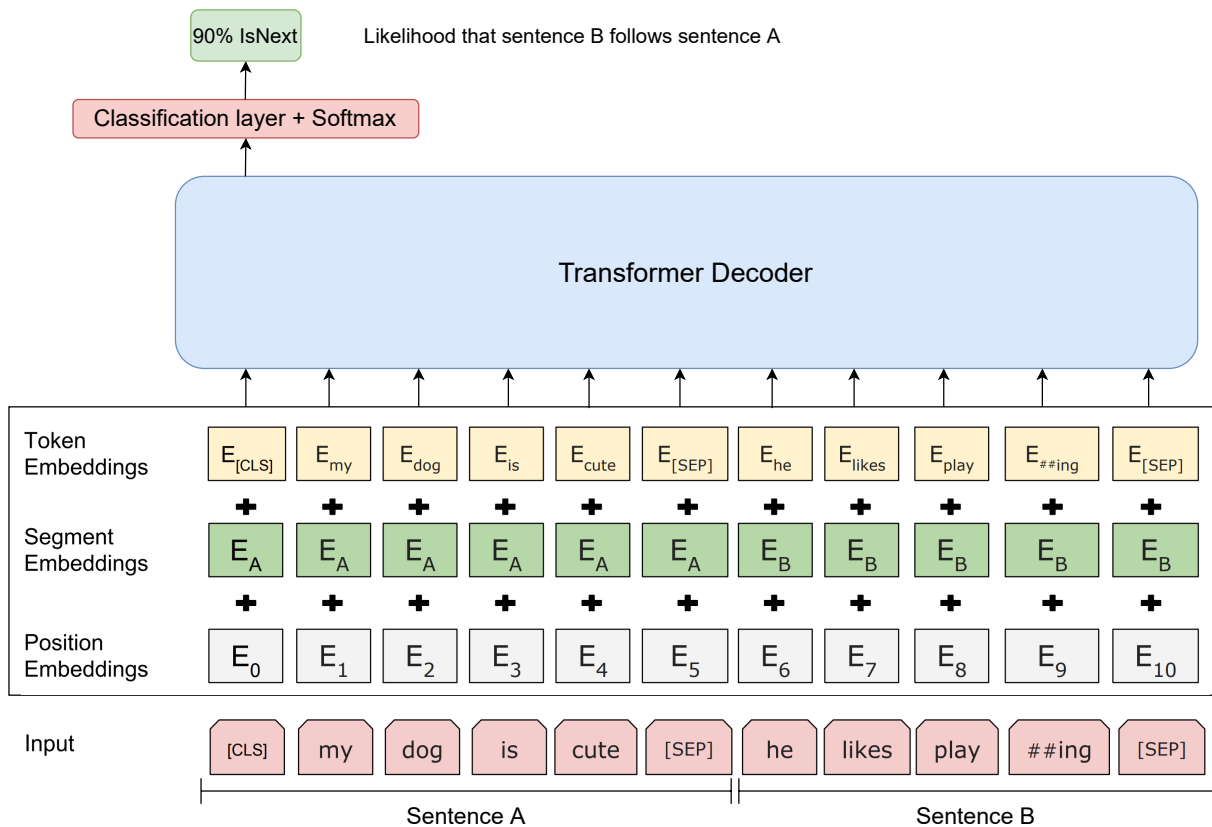 90% IsNext
Likelihood that sentence B follows sentence A
Classification layer + Softmax
Transformer Decoder
Token
Embeddings
E[CLS] Emy Edog Eis Ecute E[SEP] Ehe Elikes Eplay E##ing E[SEP]
Segment
Embeddings
EA EA EA EA EA EA EB EB EB EB EB
Position
Embeddings
E0 E1 E2 E3 E4 E5 E6 E7 E8 E9 E10
Input
[CLS] my dog is cute [SEP] he likes play ##ing [SEP]
Sentence A
Sentence B